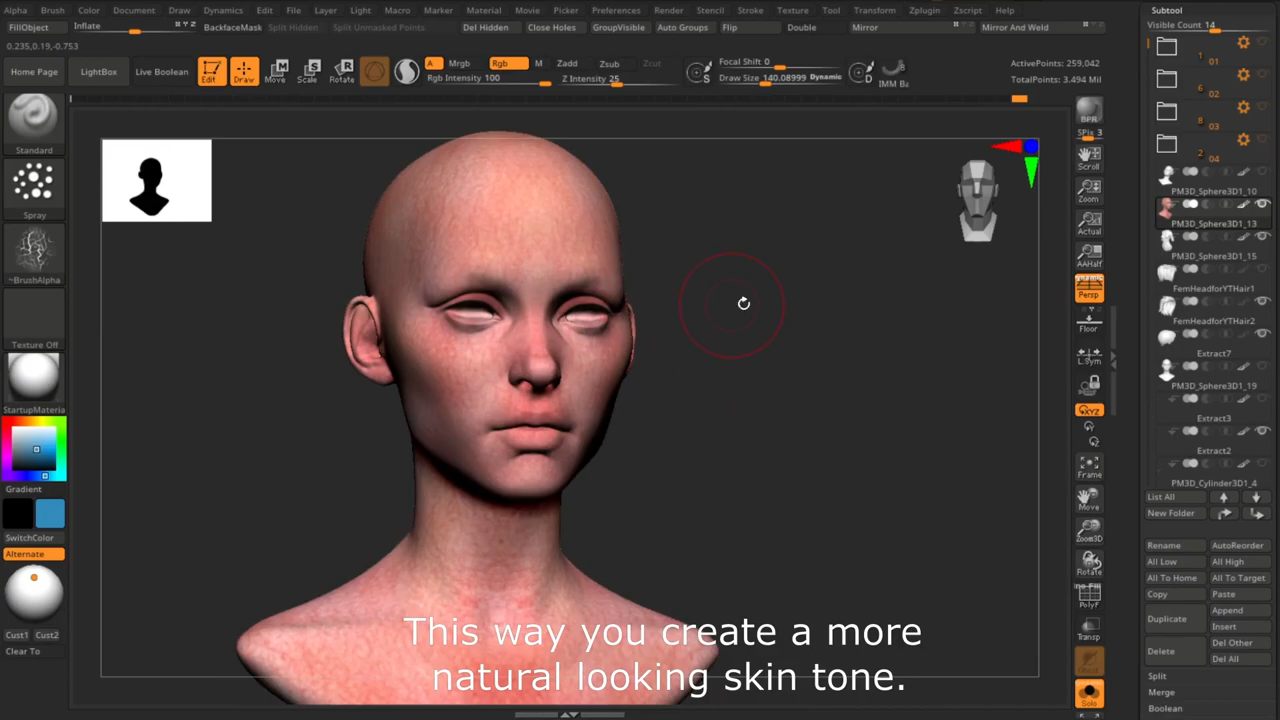 Alpha Brush Color Document Draw Dynamics Edit File Layer Light Macro Marker Material Movie Picker Preferences Render Stencil Stroke Texture Tool Transform Zplugin Zscript Help
FillObject Inflate BackfaceMask Split Hidden Split Unmasked Points Del Hidden Close Holes GroupVisible Auto Groups Flip Double Mirror Mirror And Weld
0.235,0.19,-0.753
Home Page LightBox Live Boolean Edit Draw Move Scale Rotate
A Mrgb Rgb M Zadd Zsub Zcut
Rgb Intensity 100 Z Intensity 25
Focal Shift 0
Draw Size 140.08999 Dynamic
IMM Ba
ActivePoints: 259,042
TotalPoints: 3.494 Mil
Standard
Spray
~BrushAlpha
Texture Off
StartupMateria
Gradient
SwitchColor
Alternate
Cust1 Cust2
Clear To
This way you create a more
natural looking skin tone.
BPR
SPix 3
Scroll
Zoom
Actual
AAHalf
Dynamic
Persp
Floor
L.Sym
XYZ
Frame
Move
Zoom3D
Rotate
PolyF
Transp
Ghost
Solo
Subtool
Visible Count 14
1 01
6 02
8 03
2 04
PM3D_Sphere3D1_10
PM3D_Sphere3D1_13
PM3D_Sphere3D1_15
FemHeadforYTHair1
FemHeadforYTHair2
Extract7
PM3D_Sphere3D1_19
Extract3
Extract2
PM3D_Cylinder3D1_4
List All
New Folder
Rename AutoReorder
All Low All High
All To Home All To Target
Copy Paste
Duplicate Append
Insert
Delete Del Other
Del All
Split
Merge
Boolean